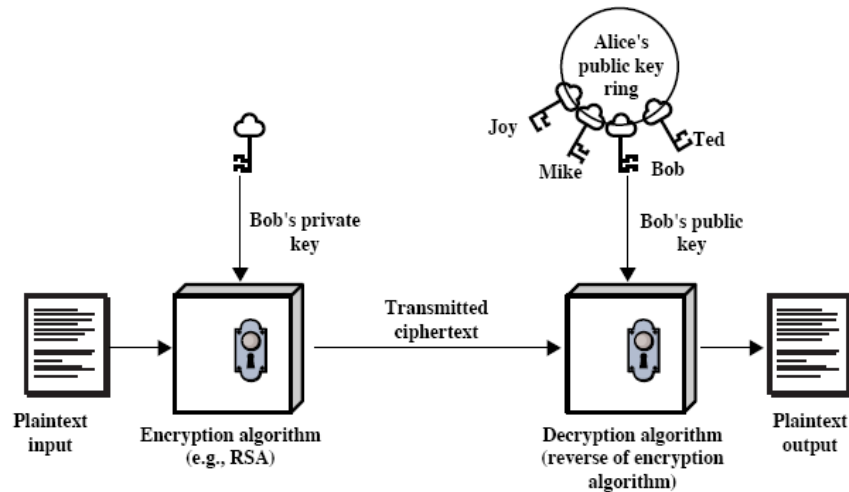 Alice's
public key
ring
Joy
Mike
Bob
Ted
Bob's private
key
Bob's public
key
Transmitted
ciphertext
Plaintext
input
Encryption algorithm
(e.g., RSA)
Decryption algorithm
(reverse of encryption
algorithm)
Plaintext
output